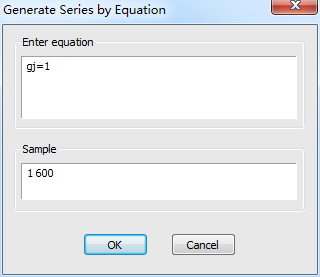 Generate Series by Equation
Enter equation
gj=1
Sample
1 600
OK Cancel